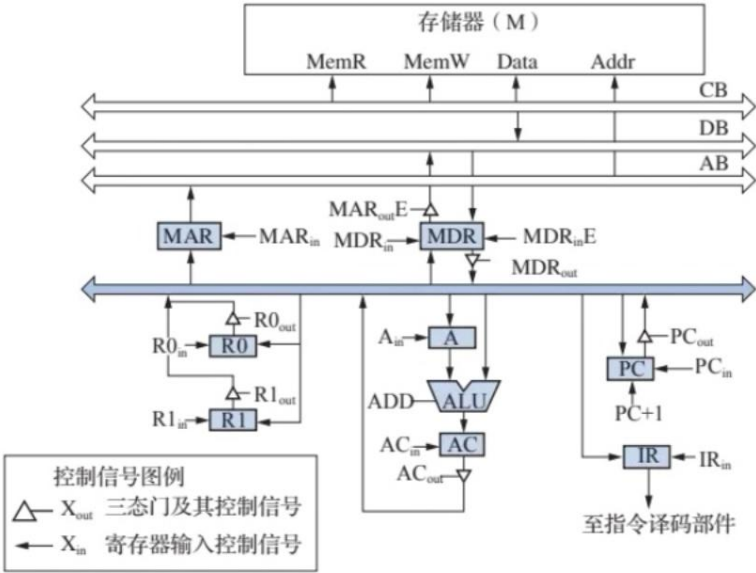 存储器（M）
MemR MemW Data Addr
CB
DB
AB
MARoutE
MAR MARin MDRin MDR MDRinE
MDRout
R0out
R0in R0
R1out
R1in R1
Ain A
ADD ALU
ACin AC
ACout
PCout
PC PCin
PC+1
IR IRin
至指令译码部件
控制信号图例
Xout 三态门及其控制信号
Xin 寄存器输入控制信号